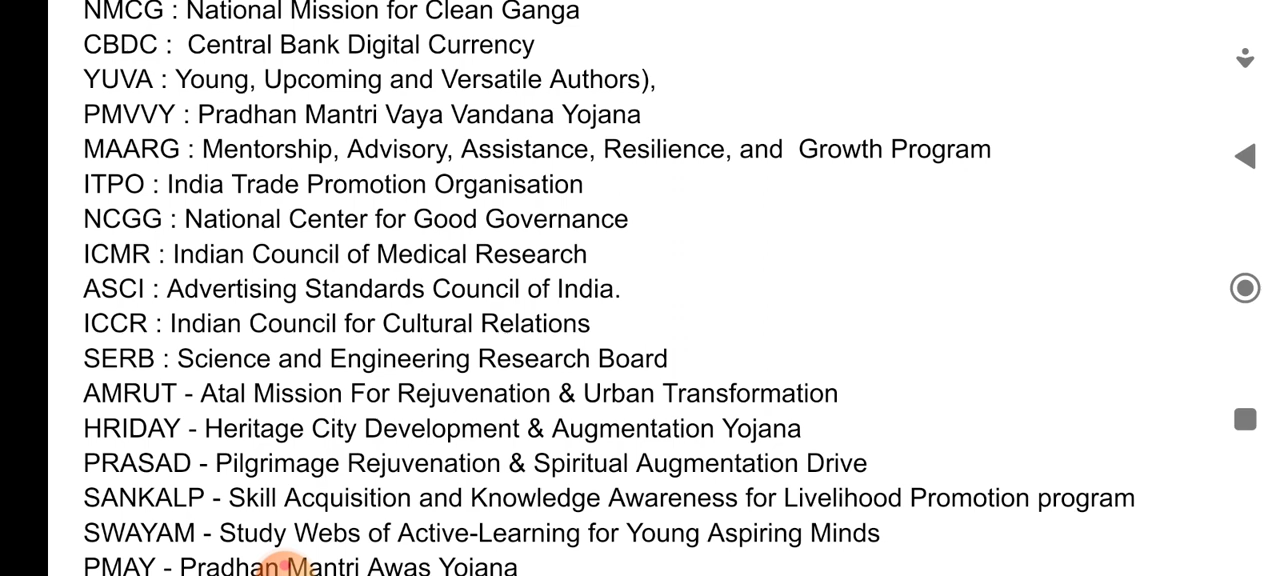 NMCG : National Mission for Clean Ganga
CBDC :  Central Bank Digital Currency
YUVA : Young, Upcoming and Versatile Authors),
PMVVY : Pradhan Mantri Vaya Vandana Yojana
MAARG : Mentorship, Advisory, Assistance, Resilience, and  Growth Program
ITPO : India Trade Promotion Organisation
NCGG : National Center for Good Governance
ICMR : Indian Council of Medical Research
ASCI : Advertising Standards Council of India.
ICCR : Indian Council for Cultural Relations
SERB : Science and Engineering Research Board
AMRUT - Atal Mission For Rejuvenation & Urban Transformation
HRIDAY - Heritage City Development & Augmentation Yojana
PRASAD - Pilgrimage Rejuvenation & Spiritual Augmentation Drive
SANKALP - Skill Acquisition and Knowledge Awareness for Livelihood Promotion program
SWAYAM - Study Webs of Active-Learning for Young Aspiring Minds
PMAY - Pradhan Mantri Awas Yojana